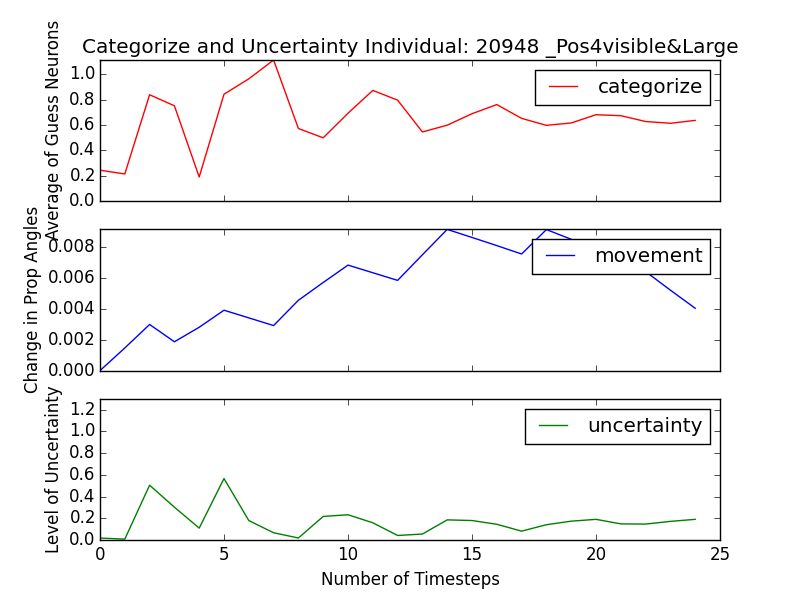 Categorize and Uncertainty Individual: 20948 _Pos4visible&Large
Average of Guess Neurons
1.0
0.8
0.6
0.4
0.2
0.0
categorize
Change in Prop Angles
0.008
0.006
0.004
0.002
0.000
movement
Level of Uncertainty
1.2
1.0
0.8
0.6
0.4
0.2
0.0
uncertainty
0 5 10 15 20 25
Number of Timesteps